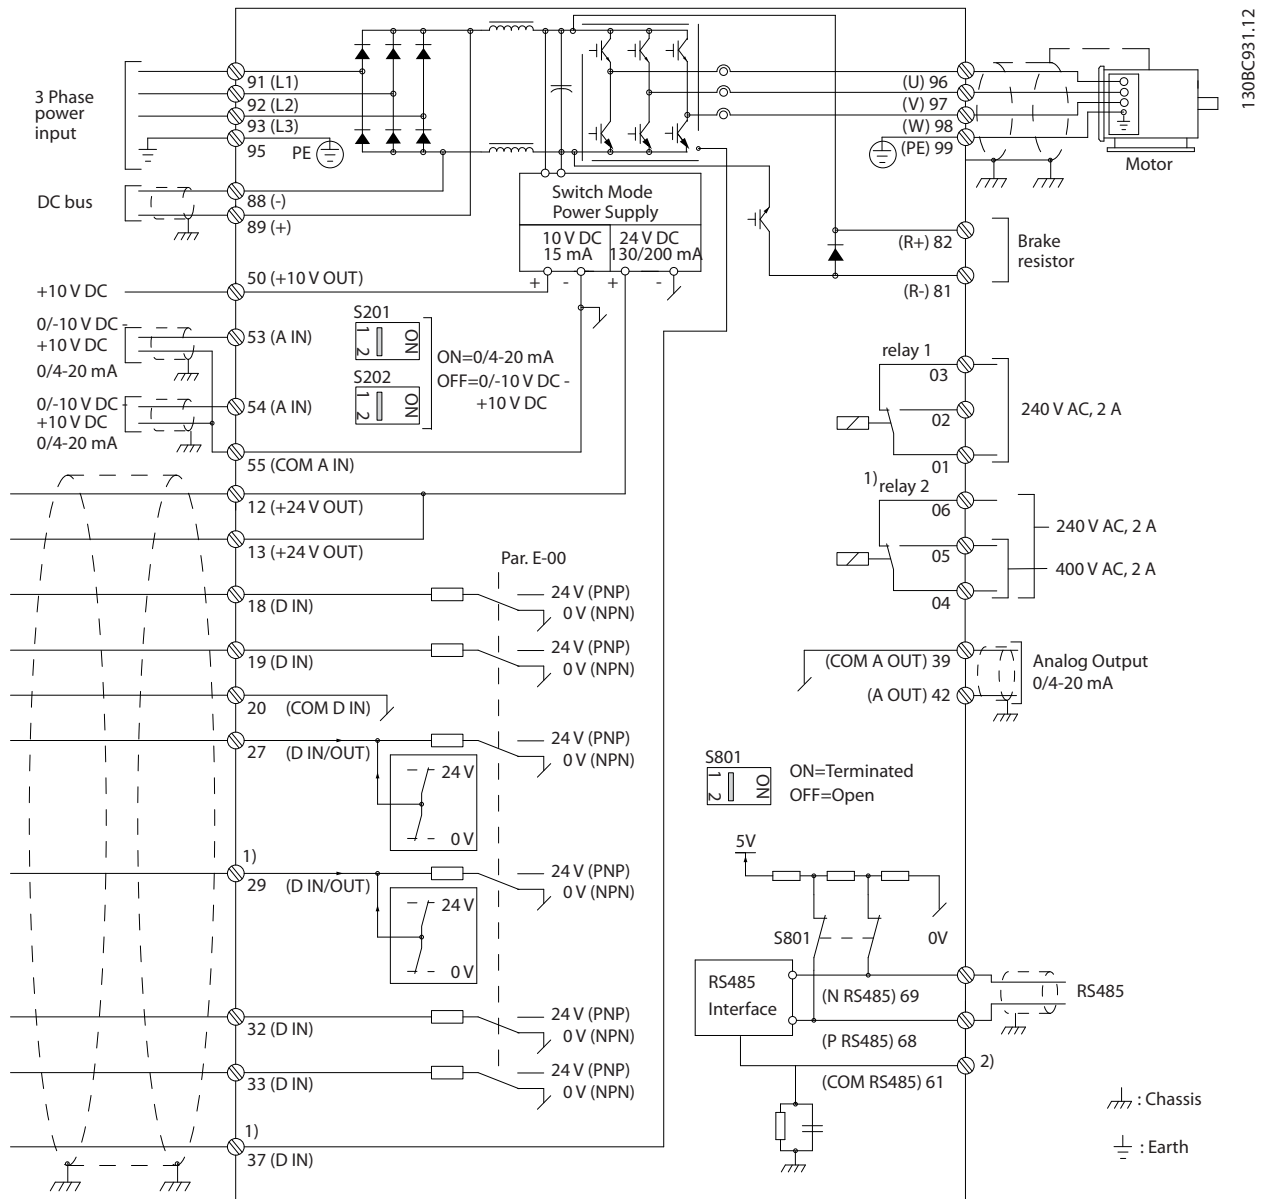 130BC931.12
3 Phase
power
input
91 (L1)
92 (L2)
93 (L3)
95
PE
(U) 96
(V) 97
(W) 98
(PE) 99
Motor
DC bus
88 (-)
89 (+)
Switch Mode
Power Supply
10 V DC
15 mA
24 V DC
130/200 mA
+ - + -
(R+) 82
(R-) 81
Brake
resistor
+10 V DC
50 (+10 V OUT)
0/-10 V DC -
+10 V DC
0/4-20 mA
53 (A IN)
0/-10 V DC -
+10 V DC
0/4-20 mA
54 (A IN)
55 (COM A IN)
S201
1 2
ON
S202
1 2
ON
ON=0/4-20 mA
OFF=0/-10 V DC -
+10 V DC
relay 1
03
02
01
240 V AC, 2 A
1)
relay 2
06
05
04
240 V AC, 2 A
400 V AC, 2 A
12 (+24 V OUT)
13 (+24 V OUT)
Par. E-00
18 (D IN)
24 V (PNP)
0 V (NPN)
19 (D IN)
24 V (PNP)
0 V (NPN)
20 (COM D IN)
27 (D IN/OUT)
24 V (PNP)
0 V (NPN)
24 V
0 V
1)
29 (D IN/OUT)
24 V (PNP)
0 V (NPN)
24 V
0 V
32 (D IN)
24 V (PNP)
0 V (NPN)
33 (D IN)
24 V (PNP)
0 V (NPN)
1)
37 (D IN)
(COM A OUT) 39
(A OUT) 42
Analog Output
0/4-20 mA
S801
1 2
ON
ON=Terminated
OFF=Open
5V
S801
0V
RS485
Interface
(N RS485) 69
(P RS485) 68
(COM RS485) 61
2)
RS485
: Chassis
: Earth